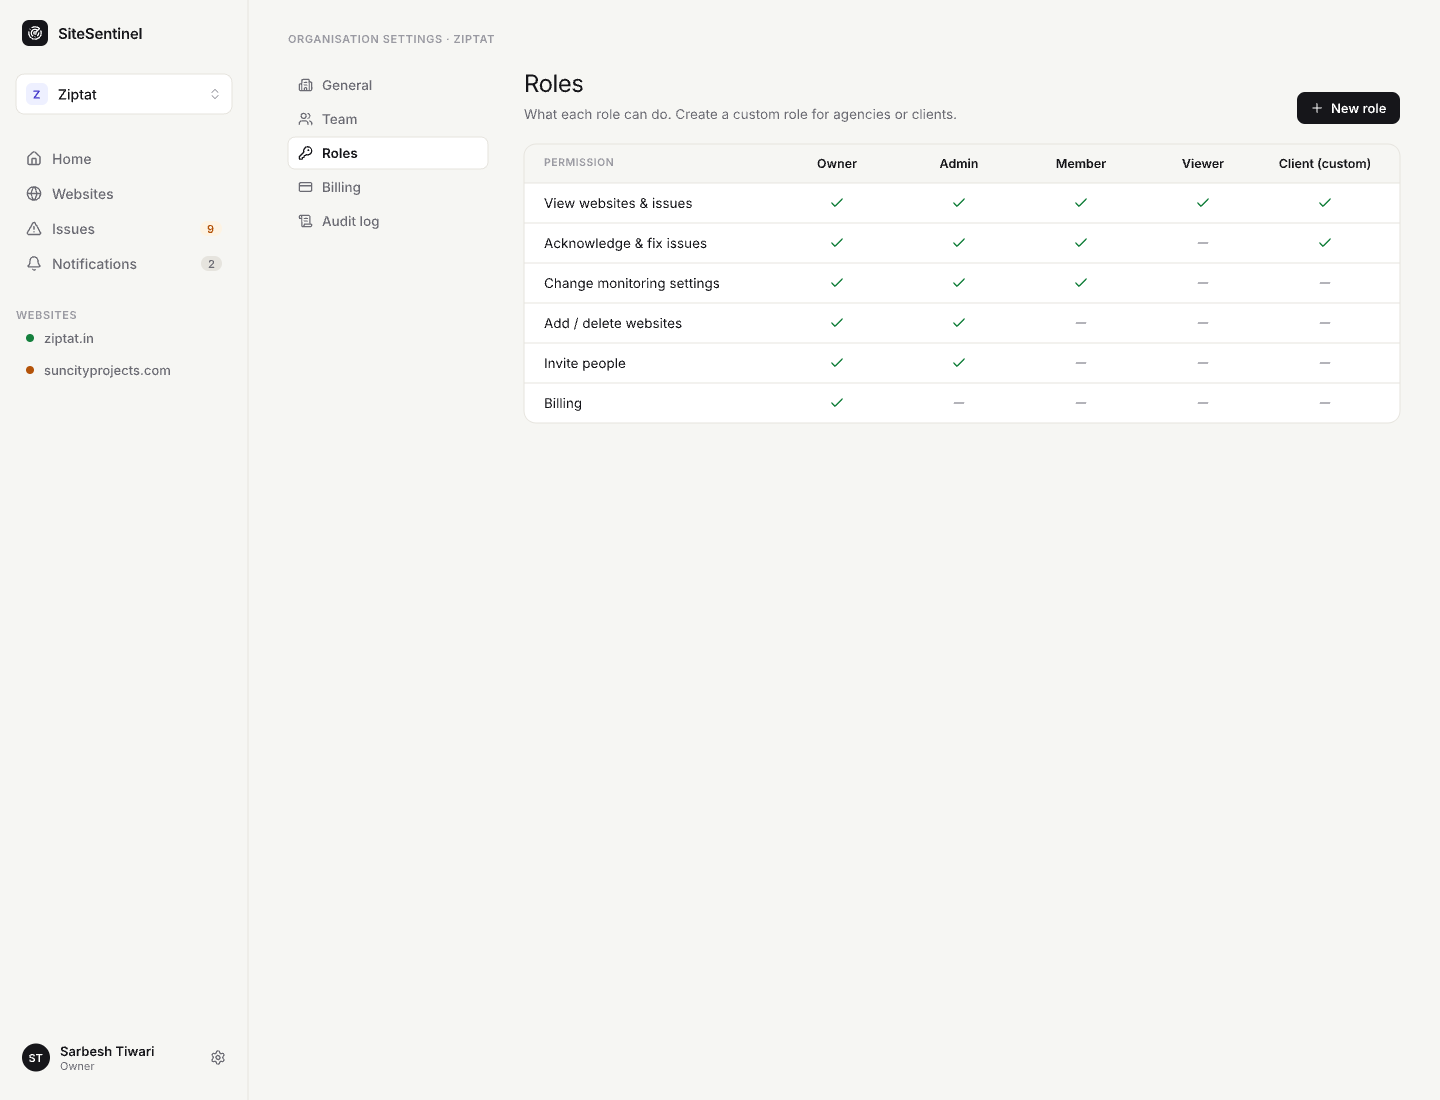 SiteSentinel
Z Ziptat
Home
Websites
Issues 9
Notifications 2
WEBSITES
ziptat.in
suncityprojects.com
ST Sarbesh Tiwari
Owner
ORGANISATION SETTINGS · ZIPTAT
General
Team
Roles
Billing
Audit log
Roles
What each role can do. Create a custom role for agencies or clients.
+ New role
PERMISSION Owner Admin Member Viewer Client (custom)
View websites & issues ✓ ✓ ✓ ✓ ✓
Acknowledge & fix issues ✓ ✓ ✓ — ✓
Change monitoring settings ✓ ✓ ✓ — —
Add / delete websites ✓ ✓ — — —
Invite people ✓ ✓ — — —
Billing ✓ — — — —